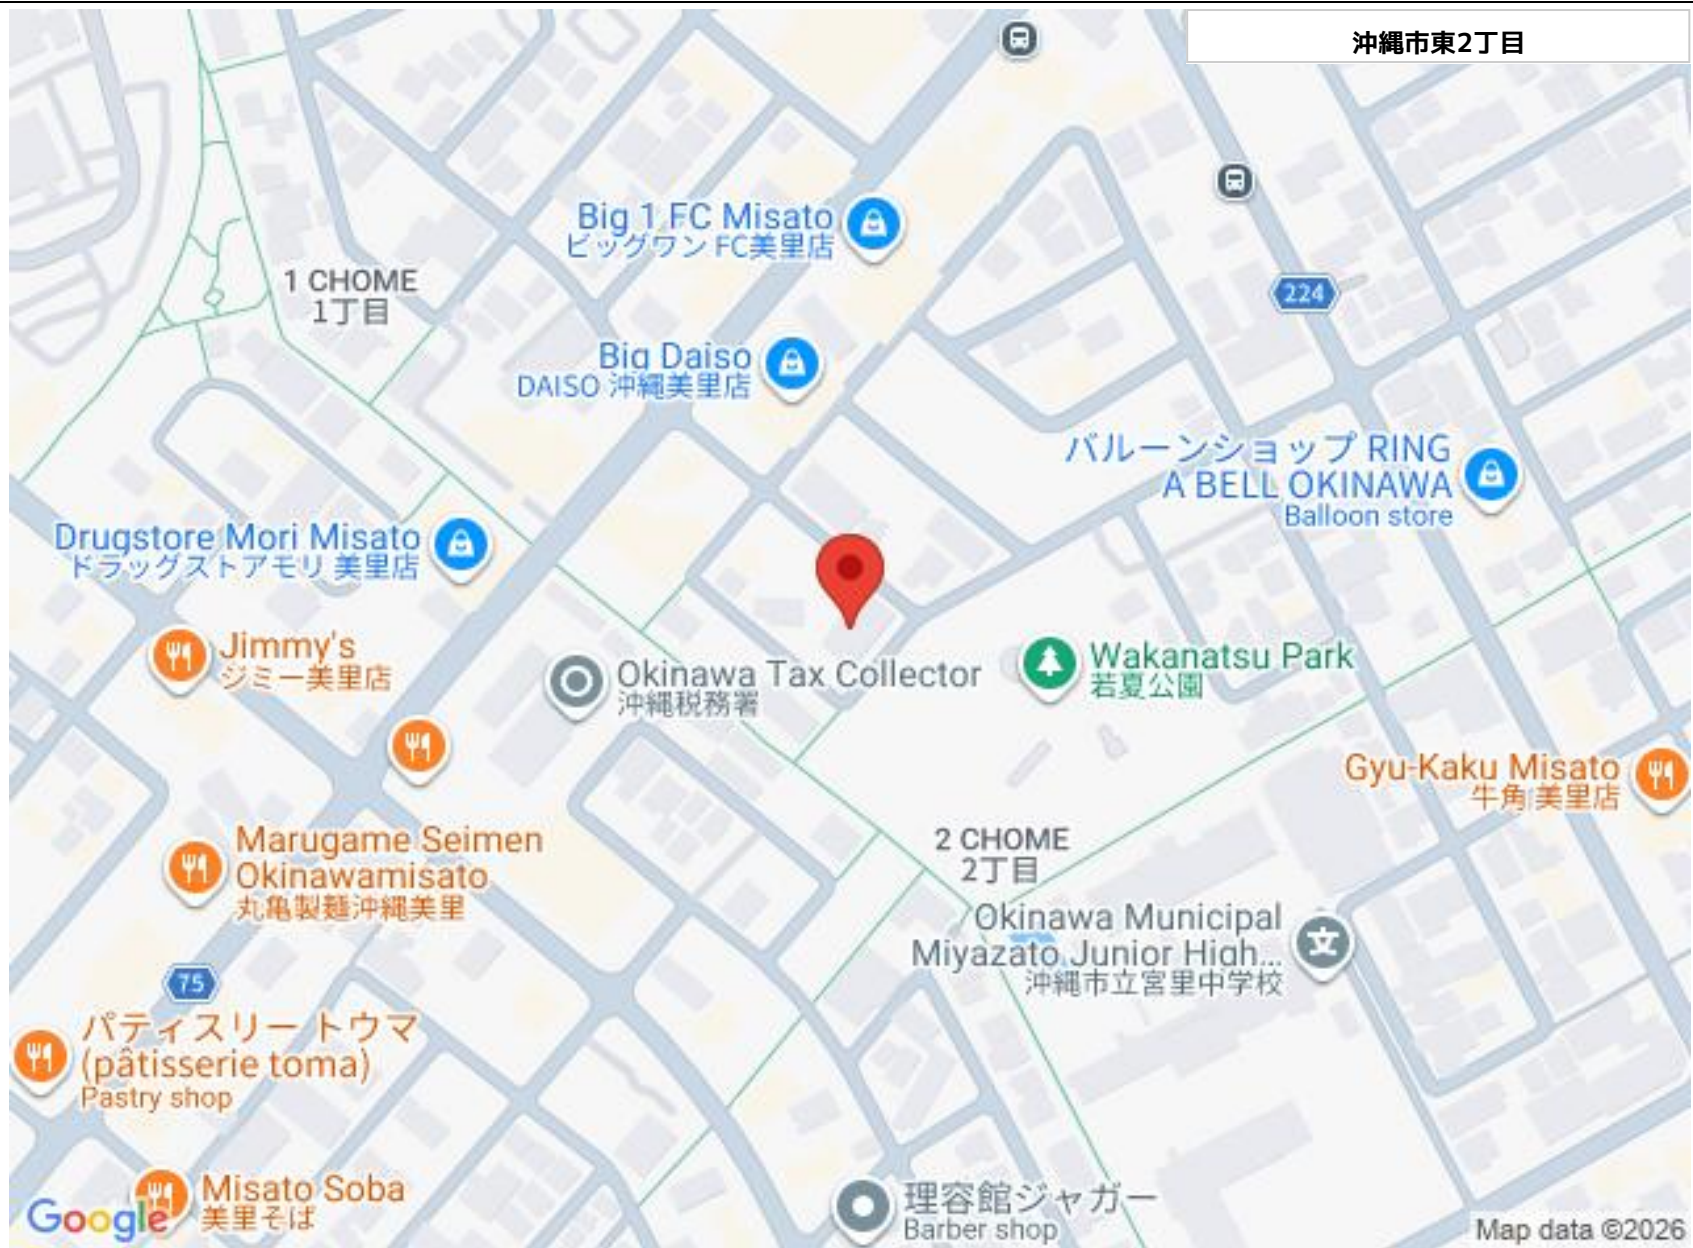 沖縄市東2丁目
Big 1 FC Misato
ビッグワン FC美里店
1 CHOME
1丁目
224
Big Daiso
DAISO 沖縄美里店
バルーンショップ RING
A BELL OKINAWA
Balloon store
Drugstore Mori Misato
ドラッグストアモリ 美里店
Jimmy's
ジミー美里店
Okinawa Tax Collector
沖縄税務署
Wakanatsu Park
若夏公園
Gyu-Kaku Misato
牛角 美里店
Marugame Seimen
Okinawamisato
丸亀製麺沖縄美里
2 CHOME
2丁目
Okinawa Municipal
Miyazato Junior High...
沖縄市立宮里中学校
文
75
パティスリー トウマ
(pâtisserie toma)
Pastry shop
Misato Soba
美里そば
理容館ジャガー
Barber shop
Google
Map data ©2026